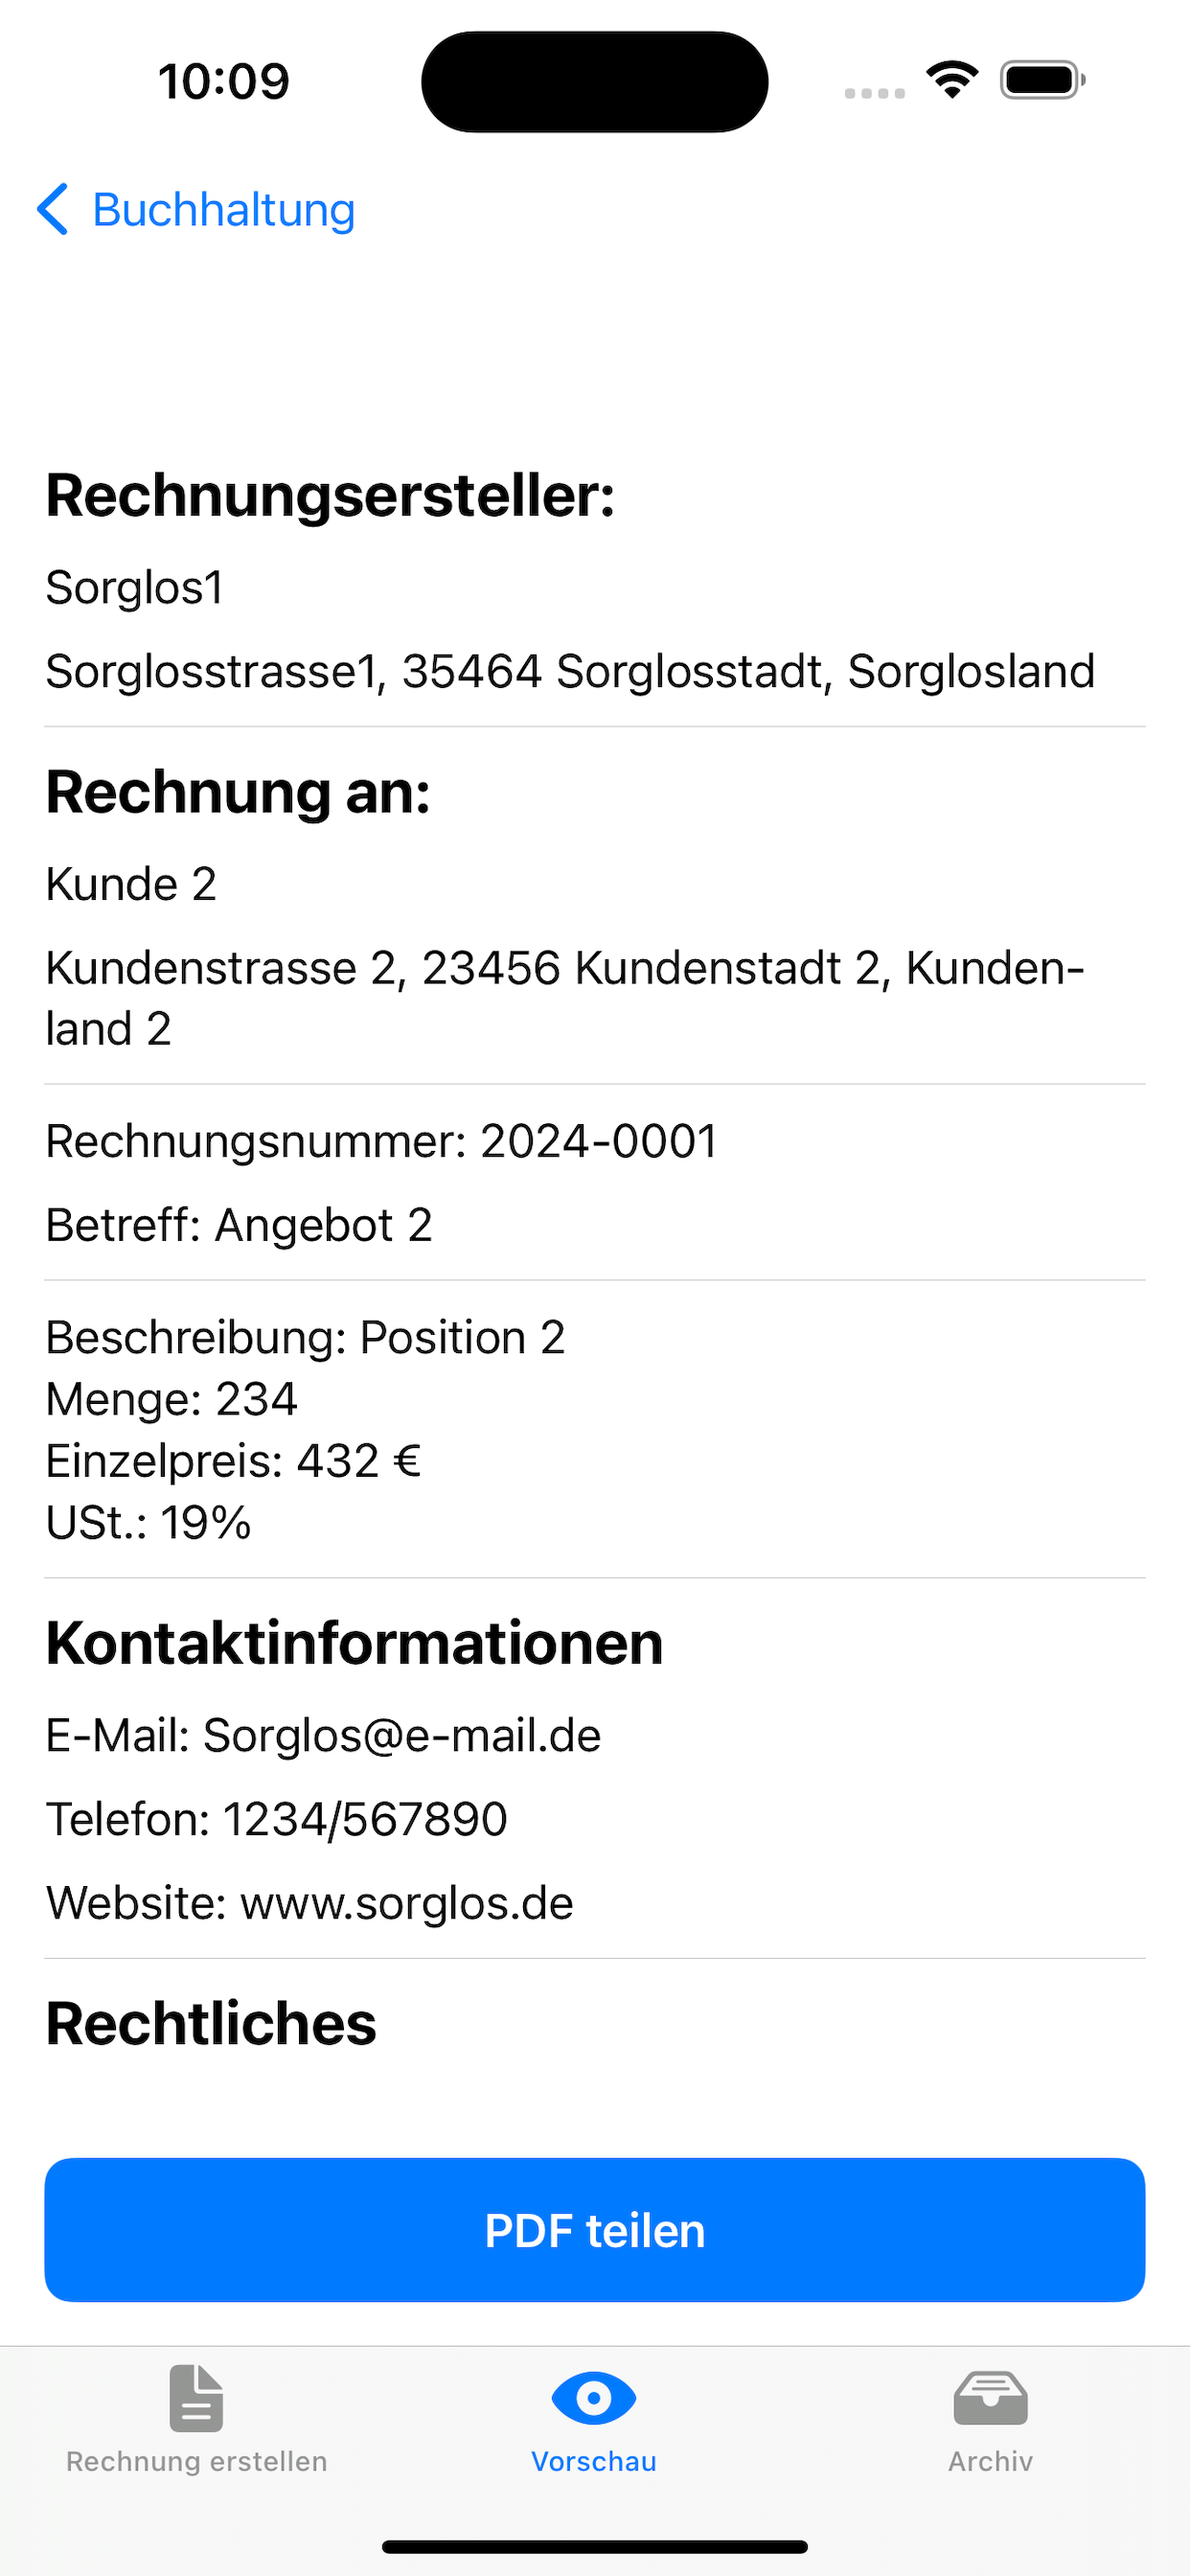 10:09
Buchhaltung
Rechnungsersteller:
Sorglos1
Sorglosstrasse1, 35464 Sorglosstadt, Sorglosland
Rechnung an:
Kunde 2
Kundenstrasse 2, 23456 Kundenstadt 2, Kunden-
land 2
Rechnungsnummer: 2024-0001
Betreff: Angebot 2
Beschreibung: Position 2
Menge: 234
Einzelpreis: 432 €
USt.: 19%
Kontaktinformationen
E-Mail: Sorglos@e-mail.de
Telefon: 1234/567890
Website: www.sorglos.de
Rechtliches
PDF teilen
Rechnung erstellen
Vorschau
Archiv